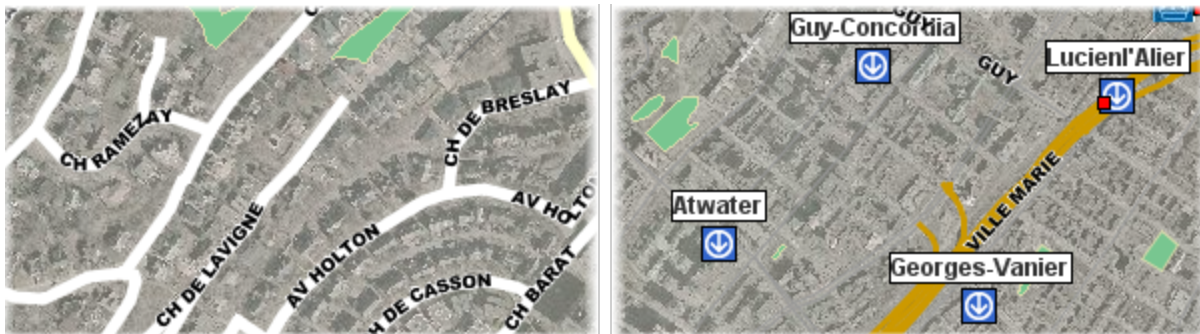 CH RAMEZAY
CH DE BRESLAY
CH DE LAVIGNE
AV HOLTON
AV HOLTON
H DE CASSON
CH BARAT
GUY
Guy-Concordia
GUY
Lucienl'Alier
VILLE MARIE
Atwater
Georges-Vanier